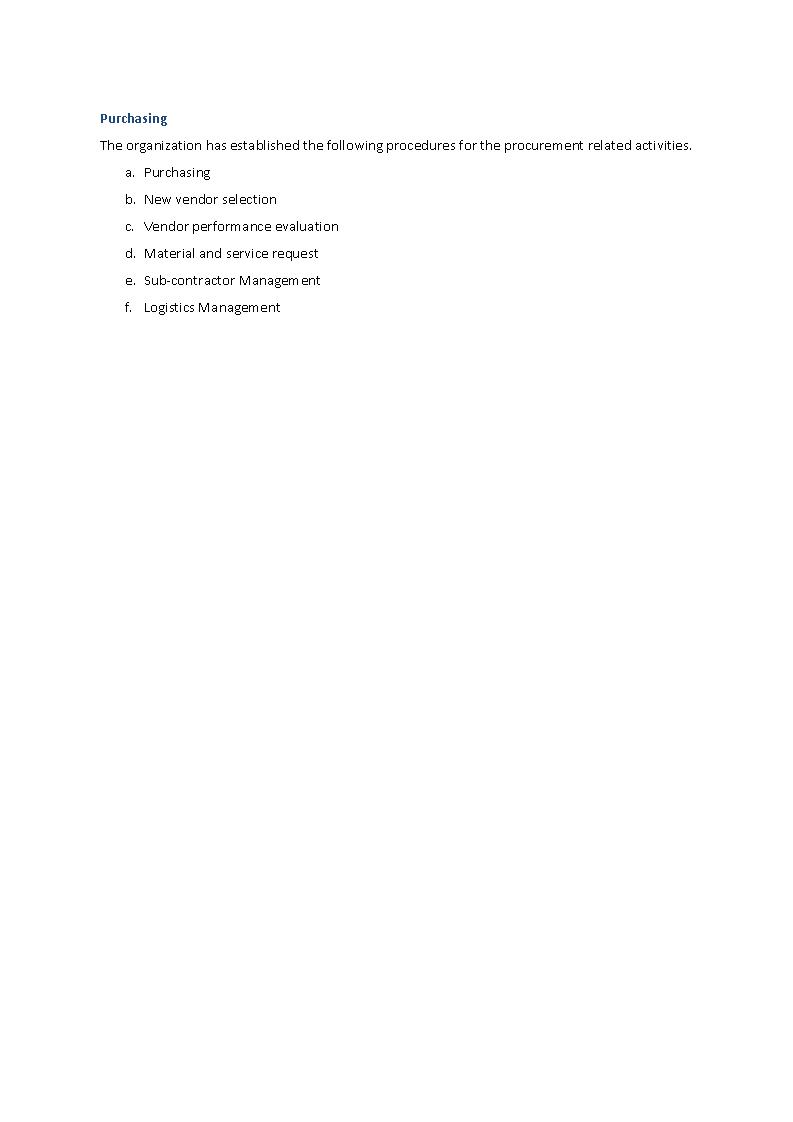 Purchasing
The organization has established the following procedures for the procurement related activities.
a. Purchasing
b. New vendor selection
c. Vendor performance evaluation
d. Material and service request
e. Sub-contractor Management
f. Logistics Management